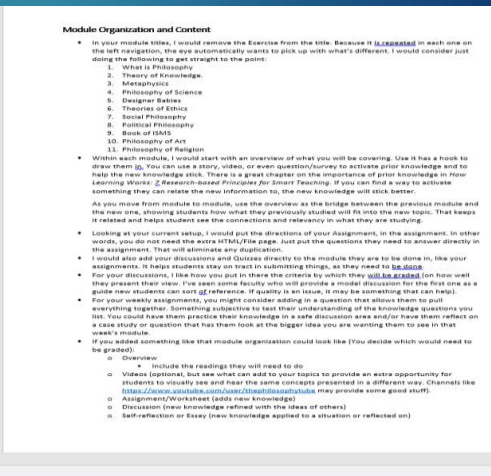 Module Organization and Content
• In your module titles, I would remove the Exercise from the title. Because it is repeated in each one on
the left navigation, the eye automatically wants to pick up with what's different. I would consider just
doing the following to get straight to the point:
1. What is Philosophy
2. Theory of Knowledge.
3. Metaphysics
4. Philosophy of Science
5. Designer Babies
6. Theories of Ethics
7. Social Philosophy
8. Political Philosophy
9. Book of ISMS
10. Philosophy of Art
11. Philosophy of Religion
• Within each module, I would start with an overview of what you will be covering. Use it has a hook to
draw them in. You can use a story, video, or even question/survey to activate prior knowledge and to
help the new knowledge stick. There is a great chapter on the importance of prior knowledge in How
Learning Works: 7 Research-based Principles for Smart Teaching. If you can find a way to activate
something they can relate the new information to, the new knowledge will stick better.
As you move from module to module, use the overview as the bridge between the previous module and
the new one, showing students how what they previously studied will fit into the new topic. That keeps
it related and helps student see the connections and relevancy in what they are studying.
• Looking at your current setup, I would put the directions of your Assignment, in the assignment. In other
words, you do not need the extra HTML/File page. Just put the questions they need to answer directly in
the assignment. That will eliminate any duplication.
• I would also add your discussions and Quizzes directly to the module they are to be done in, like your
assignments. It helps students stay on tract in submitting things, as they need to be done.
• For your discussions, I like how you put in there the criteria by which they will be graded (on how well
they present their view. I've seen some faculty who will provide a model discussion for the first one as a
guide new students can sort of reference. If quality is an issue, it may be something that can help).
• For your weekly assignments, you might consider adding in a question that allows them to pull
everything together. Something subjective to test their understanding of the knowledge questions you
list. You could have them practice their knowledge in a safe discussion area and/or have them reflect on
a case study or question that has them look at the bigger idea you are wanting them to see in that
week's module.
• If you added something like that module organization could look like (You decide which would need to
be graded):
o Overview
• Include the readings they will need to do
o Videos (optional, but see what can add to your topics to provide an extra opportunity for
students to visually see and hear the same concepts presented in a different way. Channels like
https://www.youtube.com/user/thephilosophytube may provide some good stuff).
o Assignment/Worksheet (adds new knowledge)
o Discussion (new knowledge refined with the ideas of others)
o Self-reflection or Essay (new knowledge applied to a situation or reflected on)